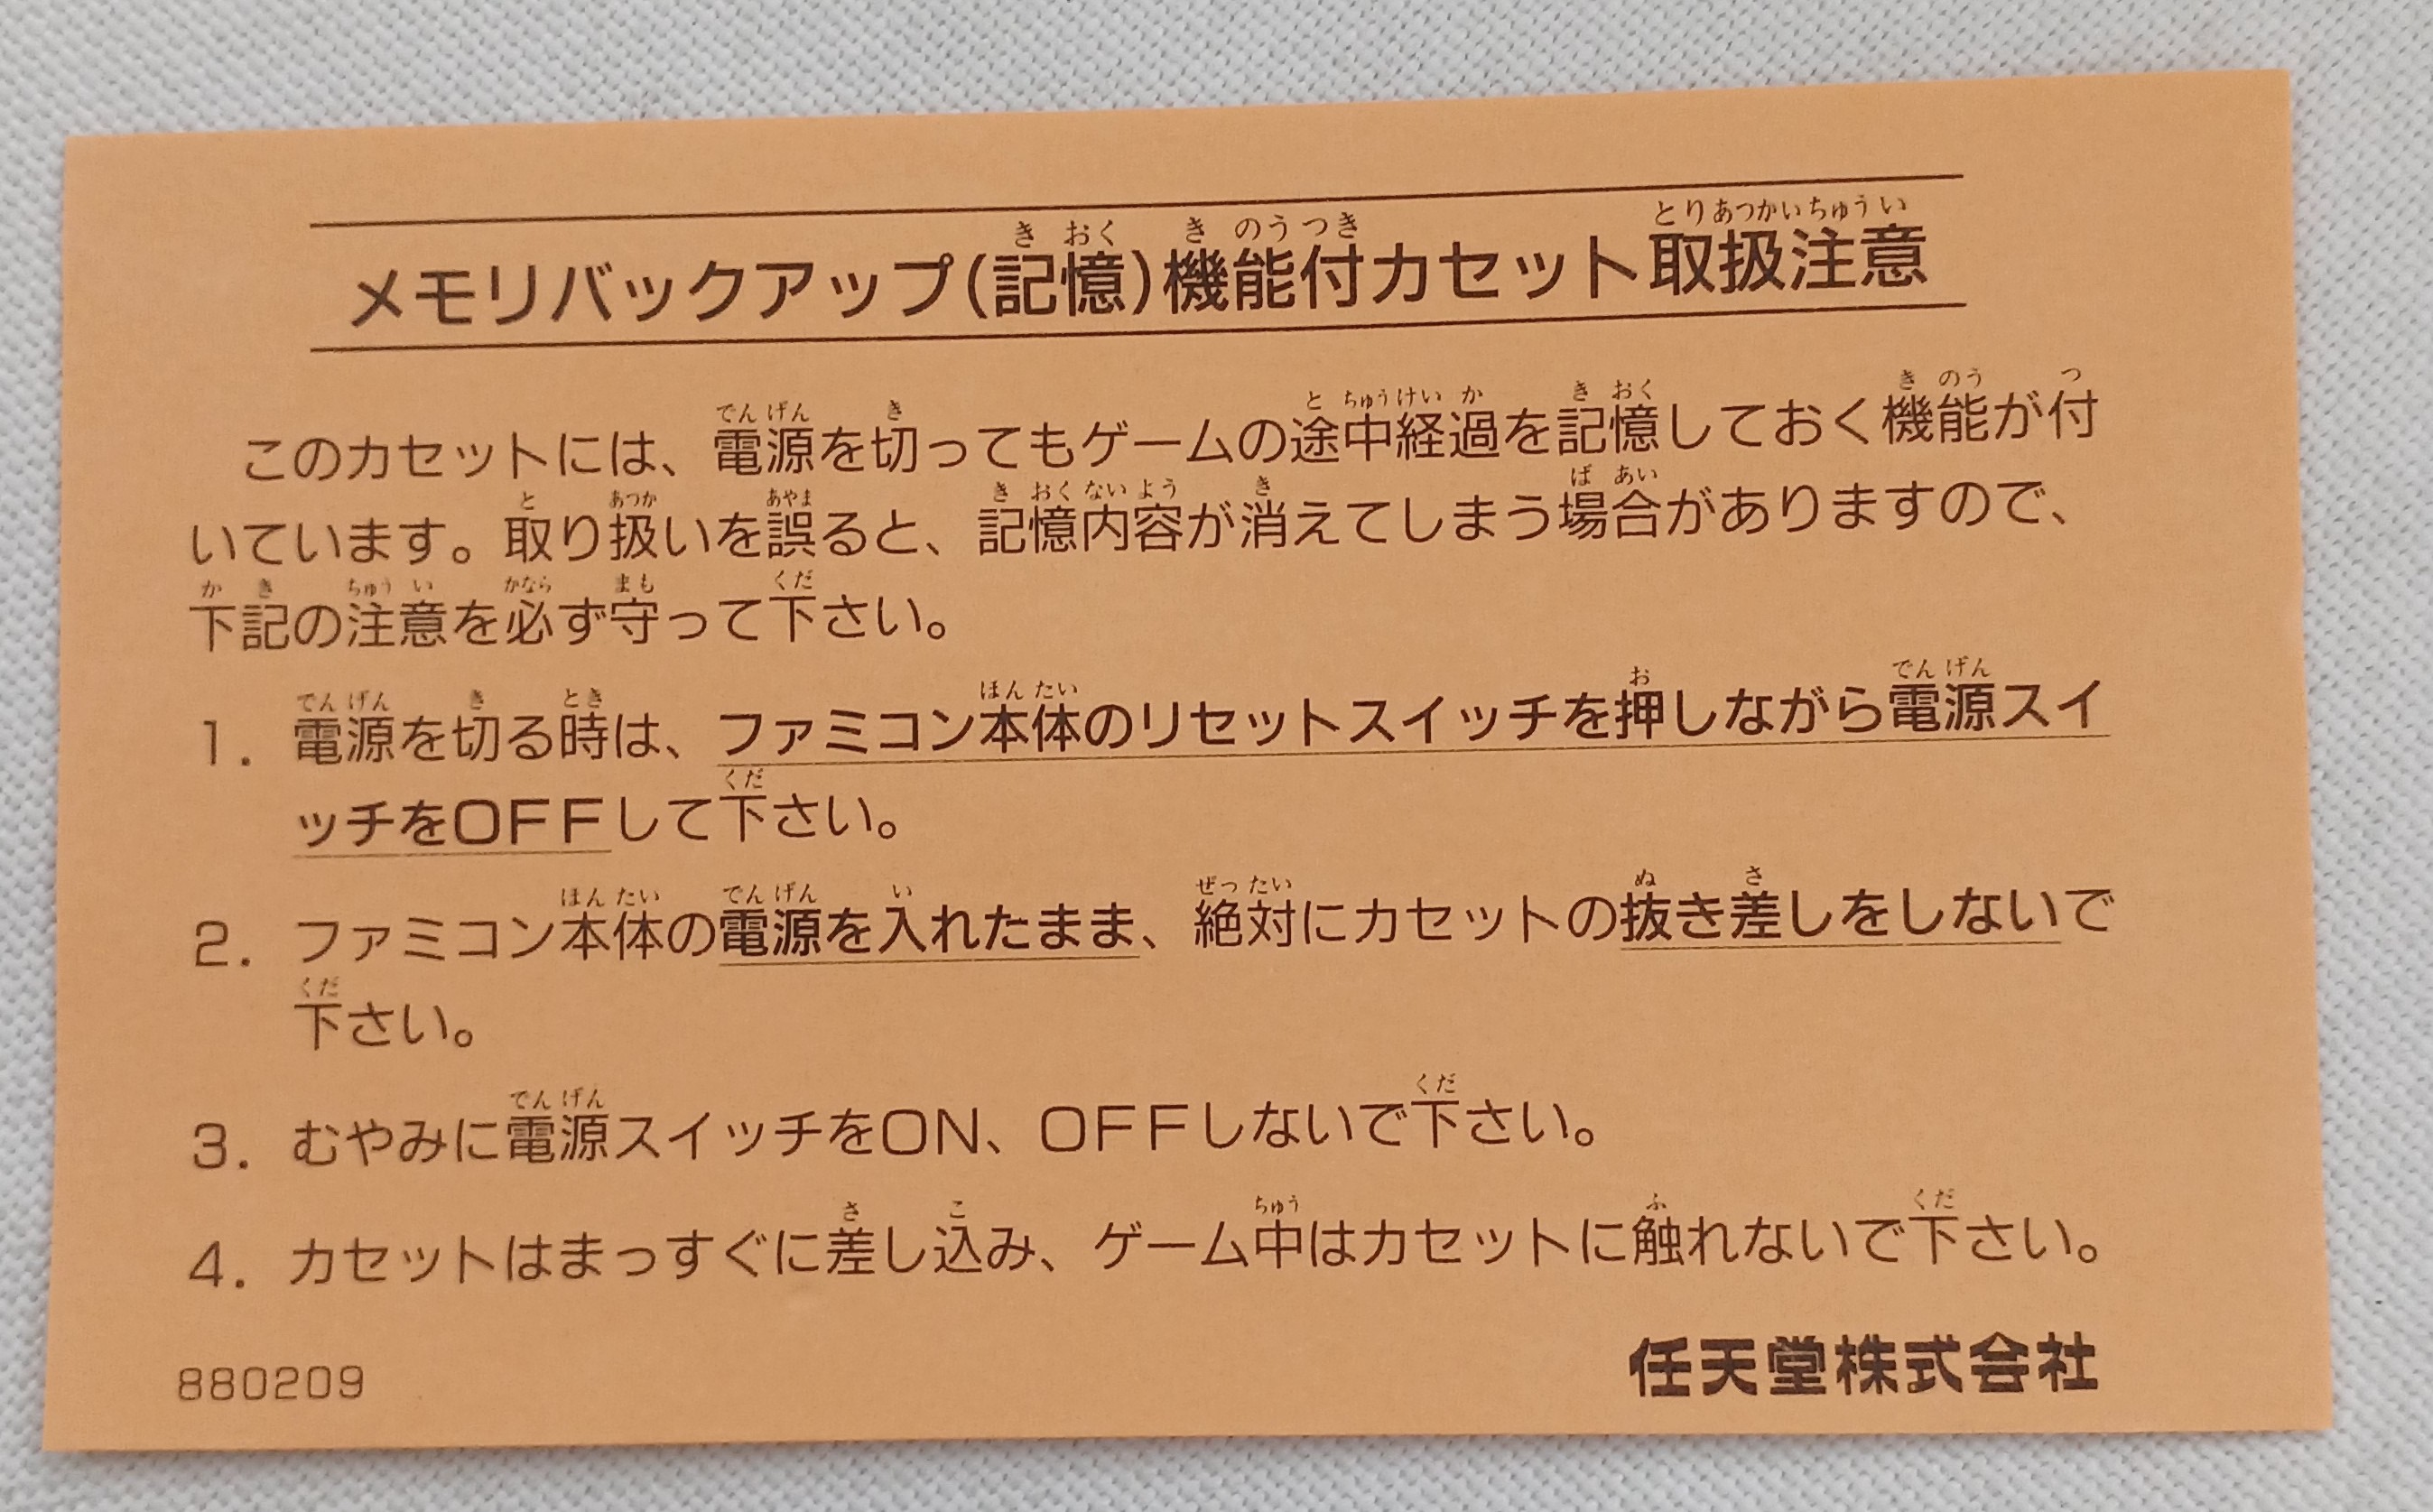 メモリバックアップ(記憶)機能付カセット取扱注意
このカセットには、電源を切ってもゲームの途中経過を記憶しておく機能が付
いています。取り扱いを誤ると、記憶内容が消えてしまう場合がありますので、
下記の注意を必ず守って下さい。
1. 電源を切る時は、ファミコン本体のリセットスイッチを押しながら電源スイ
ッチをOFFして下さい。
2. ファミコン本体の電源を入れたまま、絶対にカセットの抜き差しをしないで
下さい。
3. むやみに電源スイッチをON、OFFしないで下さい。
4. カセットはまっすぐに差し込み、ゲーム中はカセットに触れないで下さい。
880209
任天堂株式会社